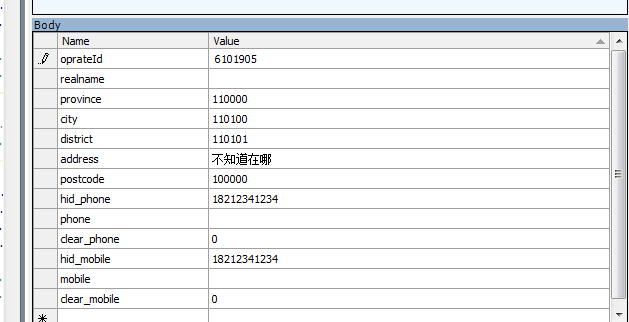 Body
Name Value
oprateId 6101905
realname
province 110000
city 110100
district 110101
address 不知道在哪
postcode 100000
hid_phone 18212341234
phone
clear_phone 0
hid_mobile 18212341234
mobile
clear_mobile 0